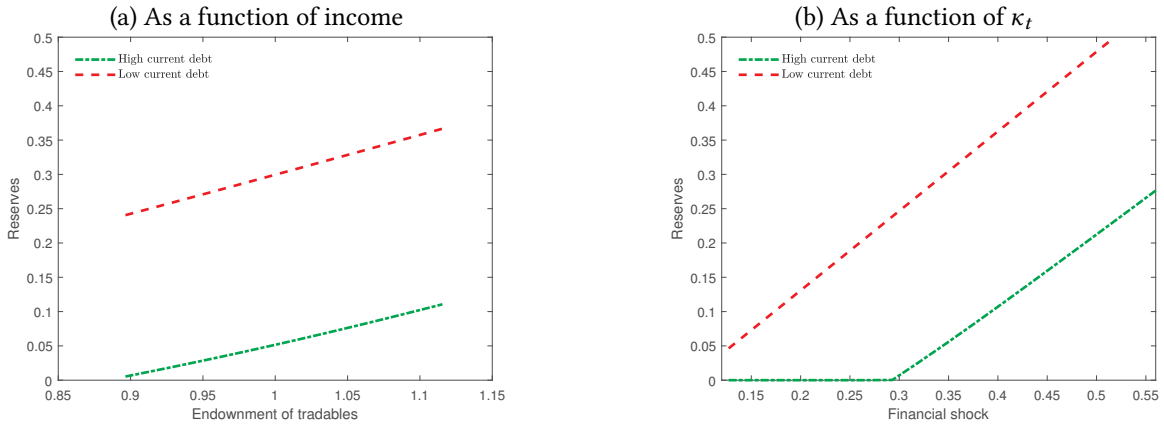 (a) As a function of income
0.5
0.45
0.4
0.35
0.3
0.25
0.2
0.15
0.1
0.05
0
Reserves
High current debt
Low current debt
0.85 0.9 0.95 1 1.05 1.1 1.15
Endownment of tradables
(b) As a function of κt
0.5
0.45
0.4
0.35
0.3
0.25
0.2
0.15
0.1
0.05
0
Reserves
High current debt
Low current debt
0.15 0.2 0.25 0.3 0.35 0.4 0.45 0.5 0.55
Financial shock